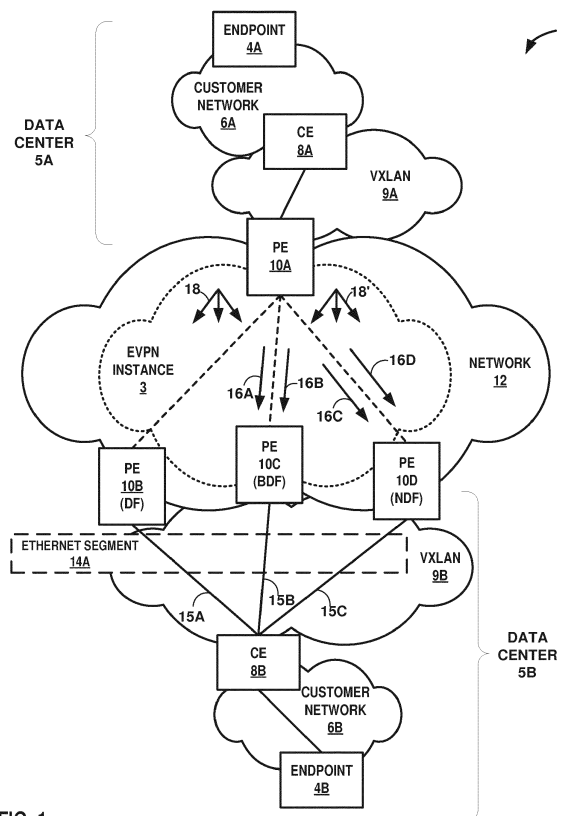 ENDPOINT
4A
CUSTOMER
NETWORK
6A
DATA
CENTER
5A
CE
8A
VXLAN
9A
PE
10A
18
18'
EVPN
INSTANCE
3
16D
NETWORK
12
16A
16B
16C
PE
10B
(DF)
PE
10C
(BDF)
PE
10D
(NDF)
ETHERNET SEGMENT
14A
VXLAN
9B
15A
15B
15C
CE
8B
DATA
CENTER
5B
CUSTOMER
NETWORK
6B
ENDPOINT
4B